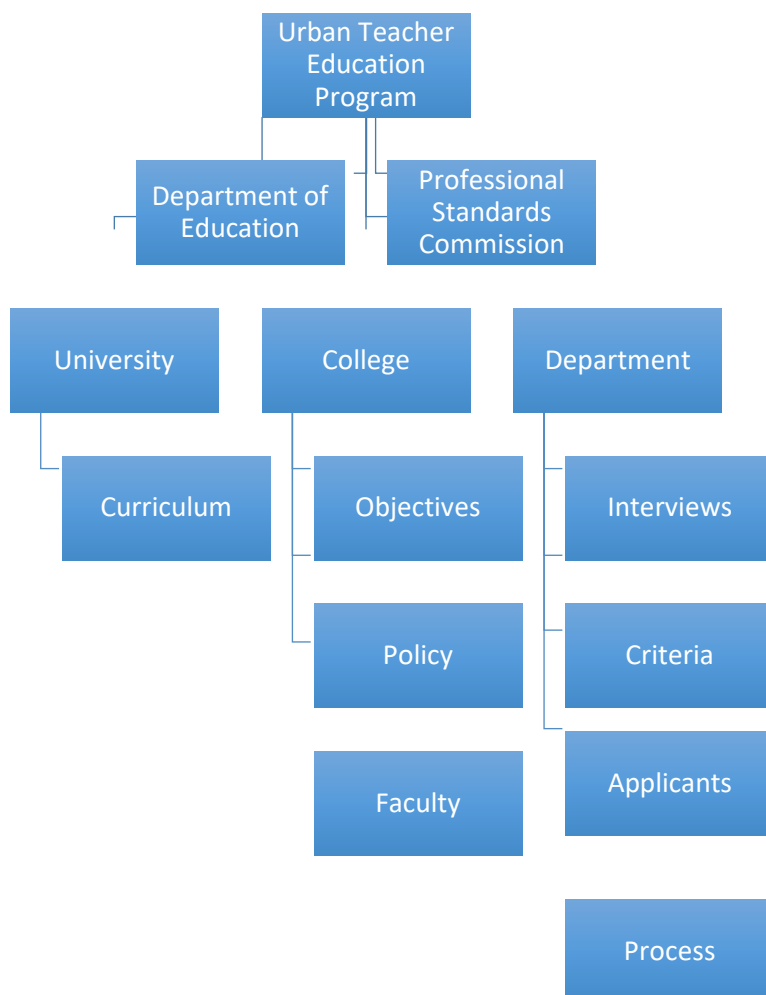 Urban Teacher
Education
Program
Department of
Education
Professional
Standards
Commission
University
College
Department
Curriculum
Objectives
Interviews
Policy
Criteria
Faculty
Applicants
Process